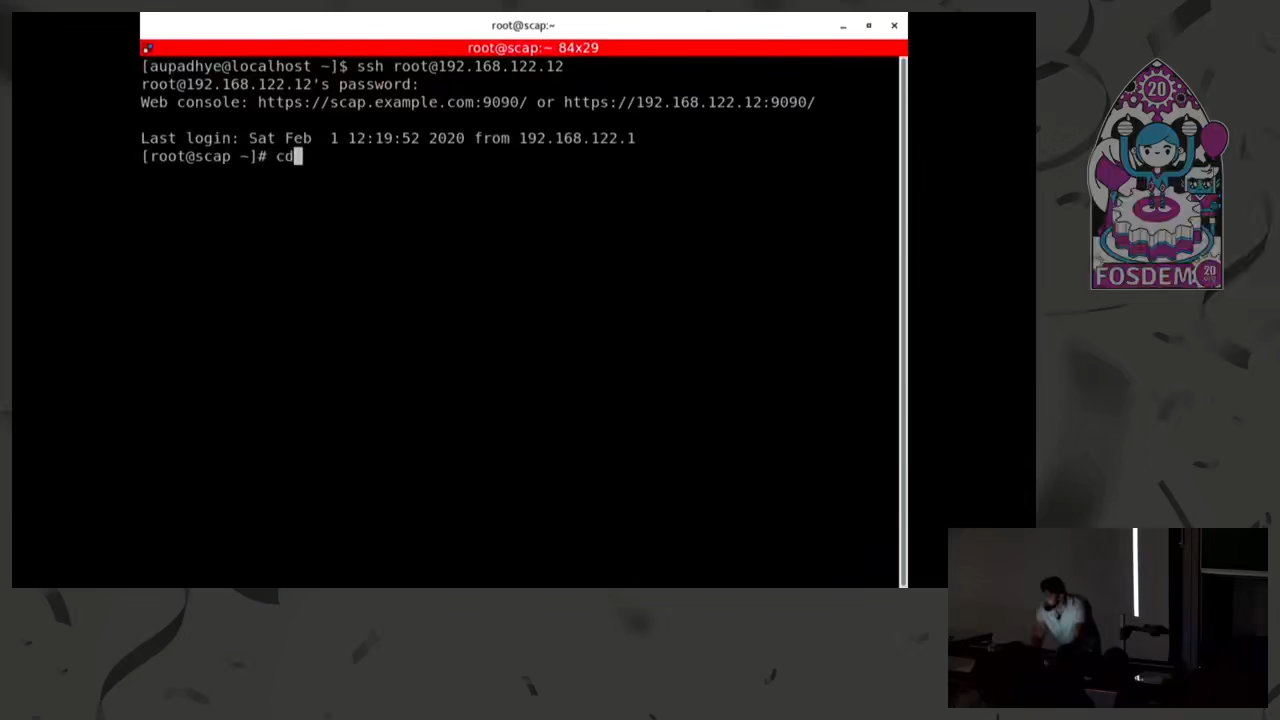 root@scap:~
root@scap:~ 84x29
[aupadhye@localhost ~]$ ssh root@192.168.122.12
root@192.168.122.12's password:
Web console: https://scap.example.com:9090/ or https://192.168.122.12:9090/
Last login: Sat Feb  1 12:19:52 2020 from 192.168.122.1
[root@scap ~]# cd
20
FOSDEM
20